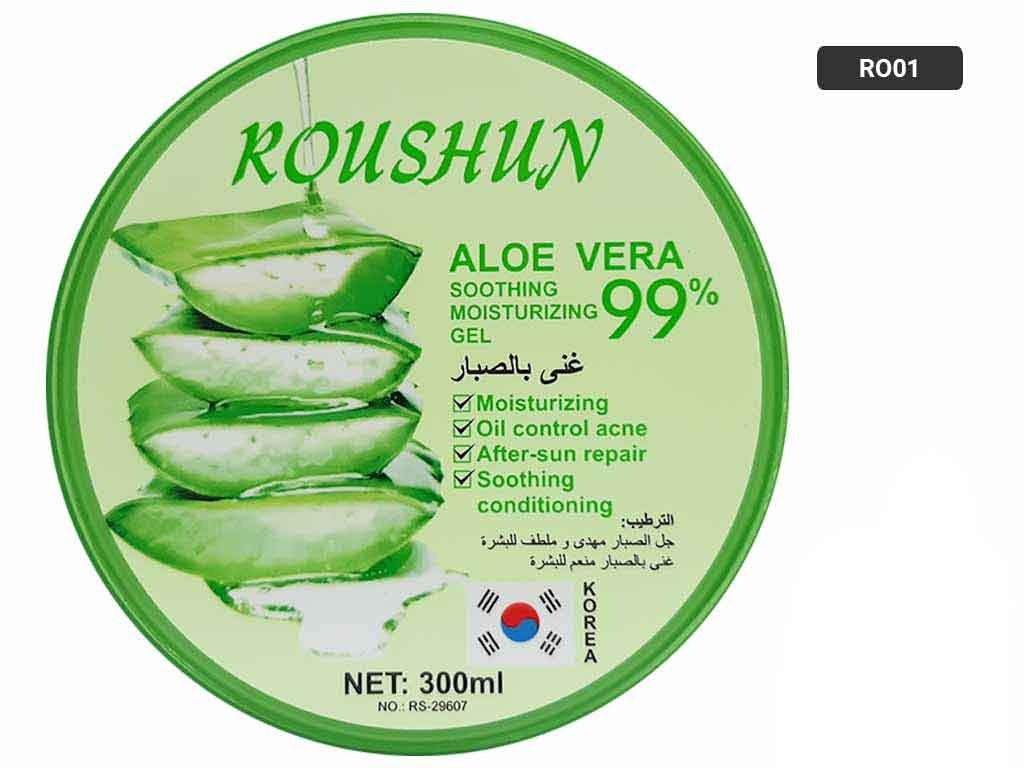 RO01
ROUSHUN
ALOE VERA
SOOTHING
MOISTURIZING
GEL
99%
غنى بالصبار
Moisturizing
Oil control acne
After-sun repair
Soothing
conditioning
الترطيب:
جل الصبار مهدى و ملطف للبشرة
غنى بالصبار منعم للبشرة
KOREA
NET: 300ml
NO.: RS-29607